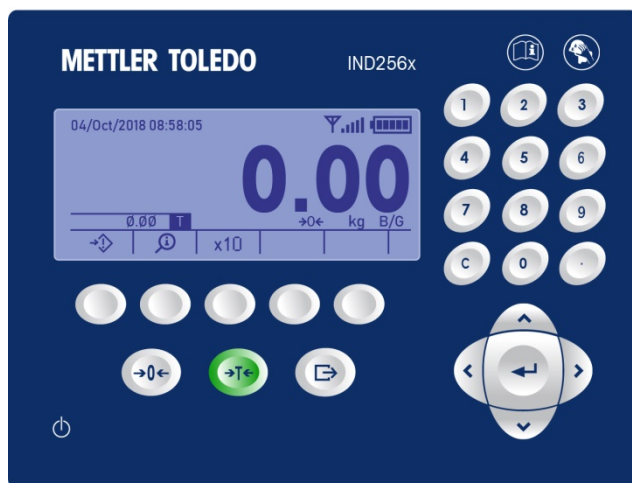 METTLER TOLEDO
IND256x
04/Oct/2018 08:58:05
0.00
0.00 T →0← kg B/G
x10
1 2 3
4 5 6
7 8 9
C 0 .
→0← →T←